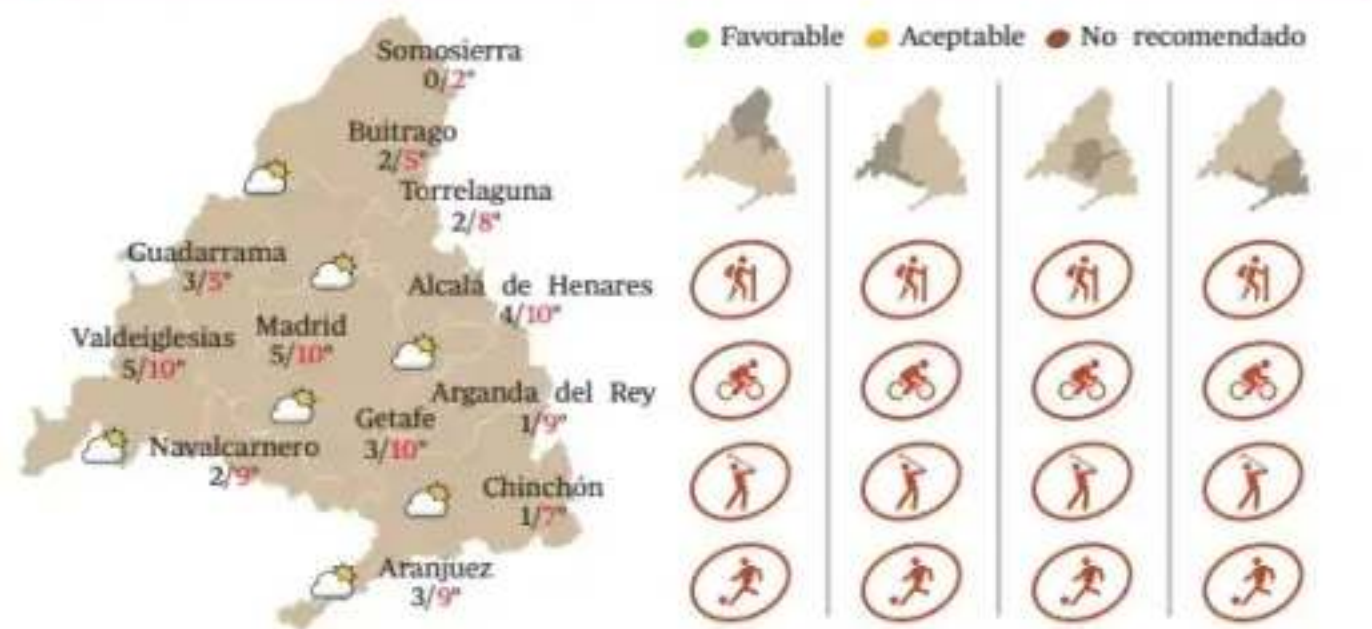 Favorable Aceptable No recomendado
Somosierra
0/2°
Buitrago
2/5°
Torrelaguna
2/8°
Guadarrama
3/5°
Alcalá de Henares
4/10°
Madrid
5/10°
Valdeiglesias
5/10°
Arganda del Rey
1/9°
Getafe
3/10°
Navalcarnero
2/9°
Chinchón
1/7°
Aranjuez
3/9°